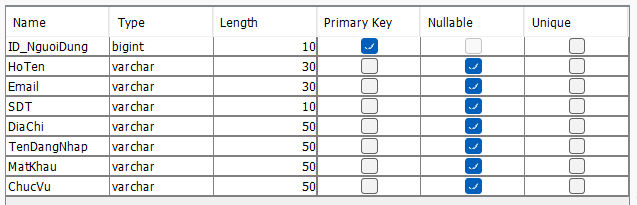 Name Type Length Primary Key Nullable Unique
ID_NguoiDung bigint 10
HoTen varchar 30
Email varchar 30
SDT varchar 10
DiaChi varchar 50
TenDangNhap varchar 50
MatKhau varchar 50
ChucVu varchar 50